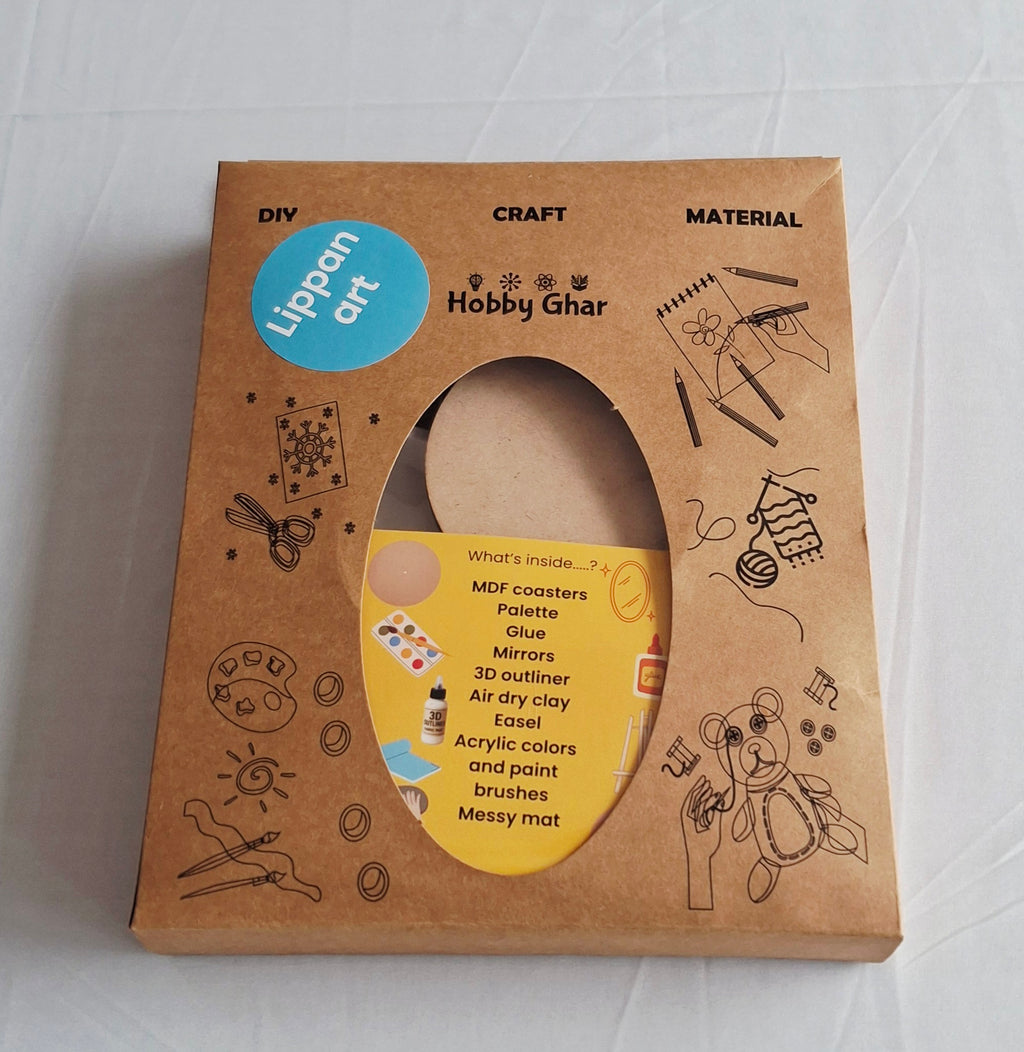 DIY CRAFT MATERIAL
Lippan
art
Hobby Ghar
What's inside.....?
MDF coasters
Palette
Glue
Mirrors
3D outliner
Air dry clay
Easel
Acrylic colors
and paint
brushes
Messy mat
3D